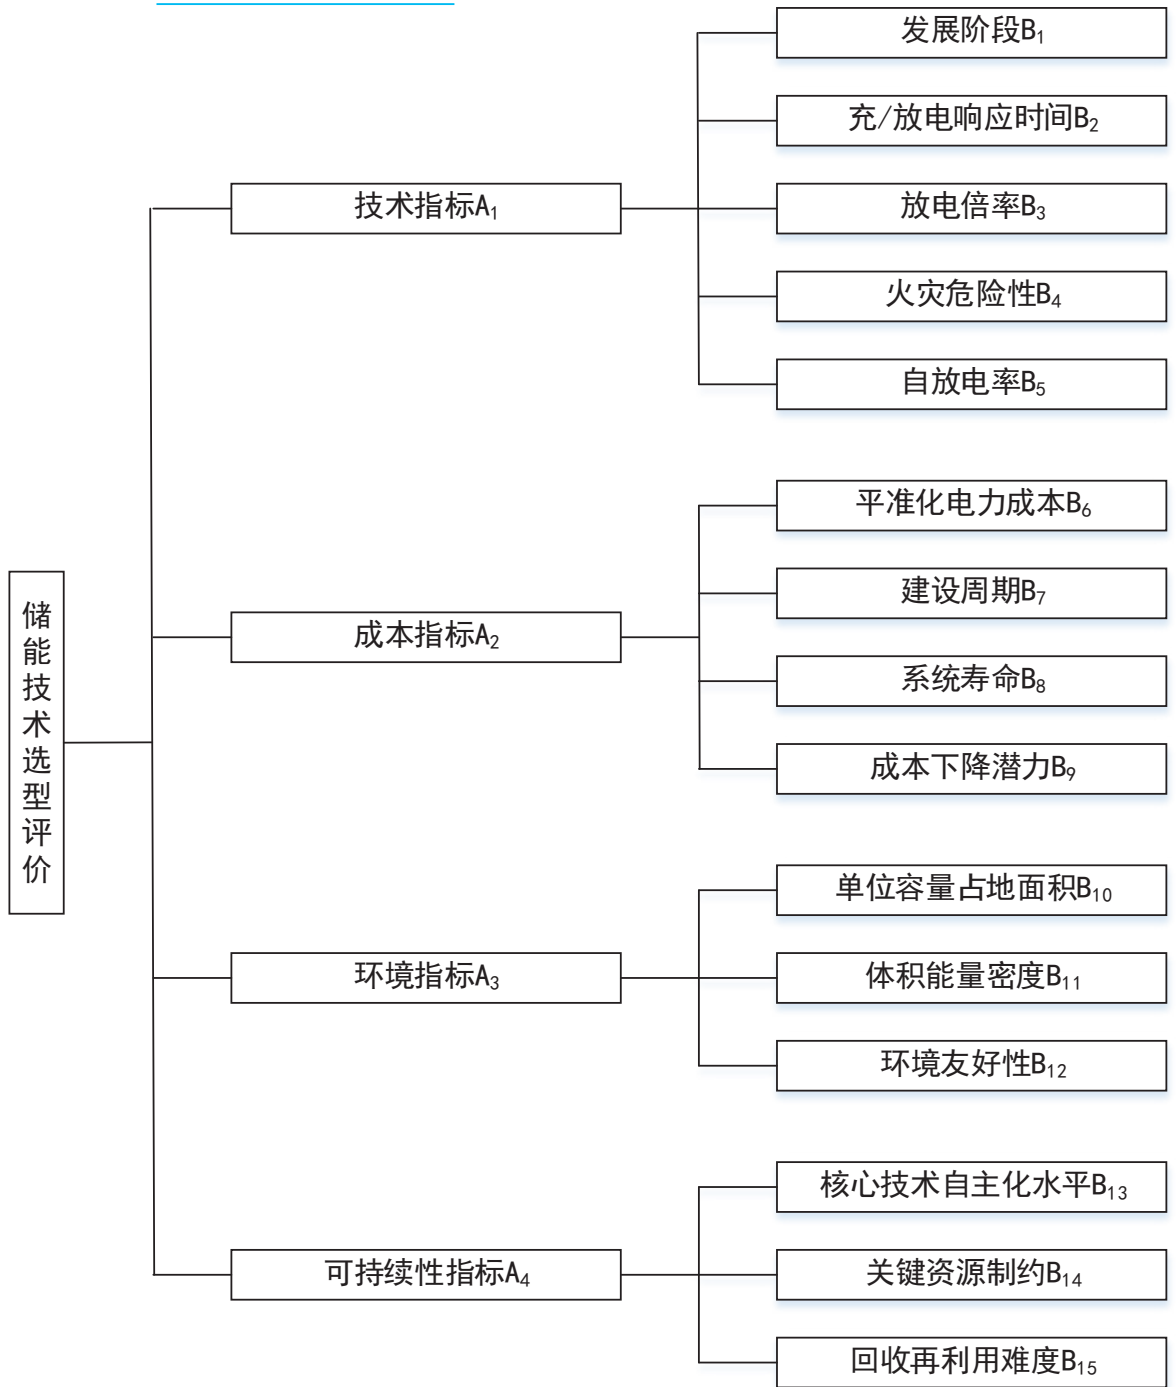 储能技术选型评价
技术指标A₁
发展阶段B₁
充/放电响应时间B₂
放电倍率B₃
火灾危险性B₄
自放电率B₅
成本指标A₂
平准化电力成本B₆
建设周期B₇
系统寿命B₈
成本下降潜力B₉
环境指标A₃
单位容量占地面积B₁₀
体积能量密度B₁₁
环境友好性B₁₂
可持续性指标A₄
核心技术自主化水平B₁₃
关键资源制约B₁₄
回收再利用难度B₁₅